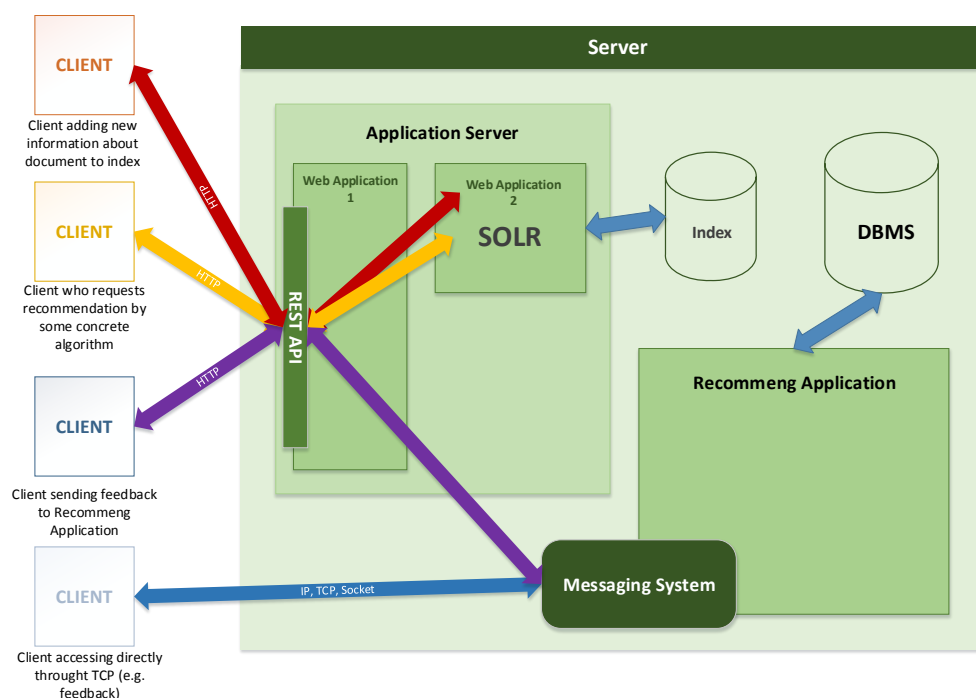 Server
CLIENT
Client adding new
information about
document to index
HTTP
CLIENT
Client who requests
recommendation by
some concrete
algorithm
HTTP
CLIENT
Client sending feedback
to Recommeng
Application
HTTP
CLIENT
Client accessing directly
throught TCP (e.g.
feedback)
IP, TCP, Socket
Application Server
Web Application
1
REST API
Web Application
2
SOLR
Index
DBMS
Recommeng Application
Messaging System